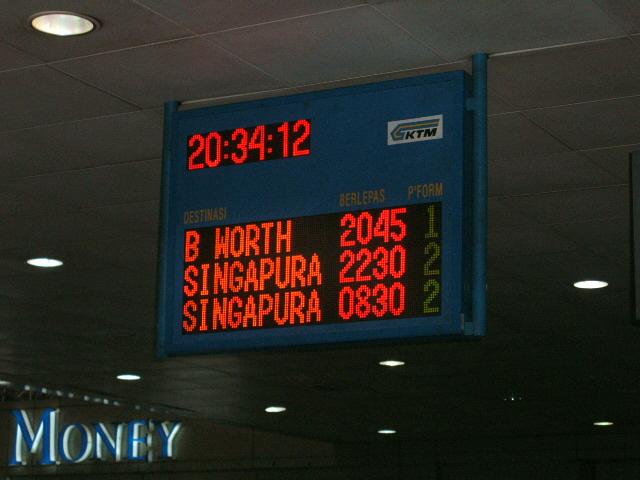 20:34:12
KTM
DESTINASI BERLEPAS P'FORM
B WORTH 2045 1
SINGAPURA 2230 2
SINGAPURA 0830 2
MONEY